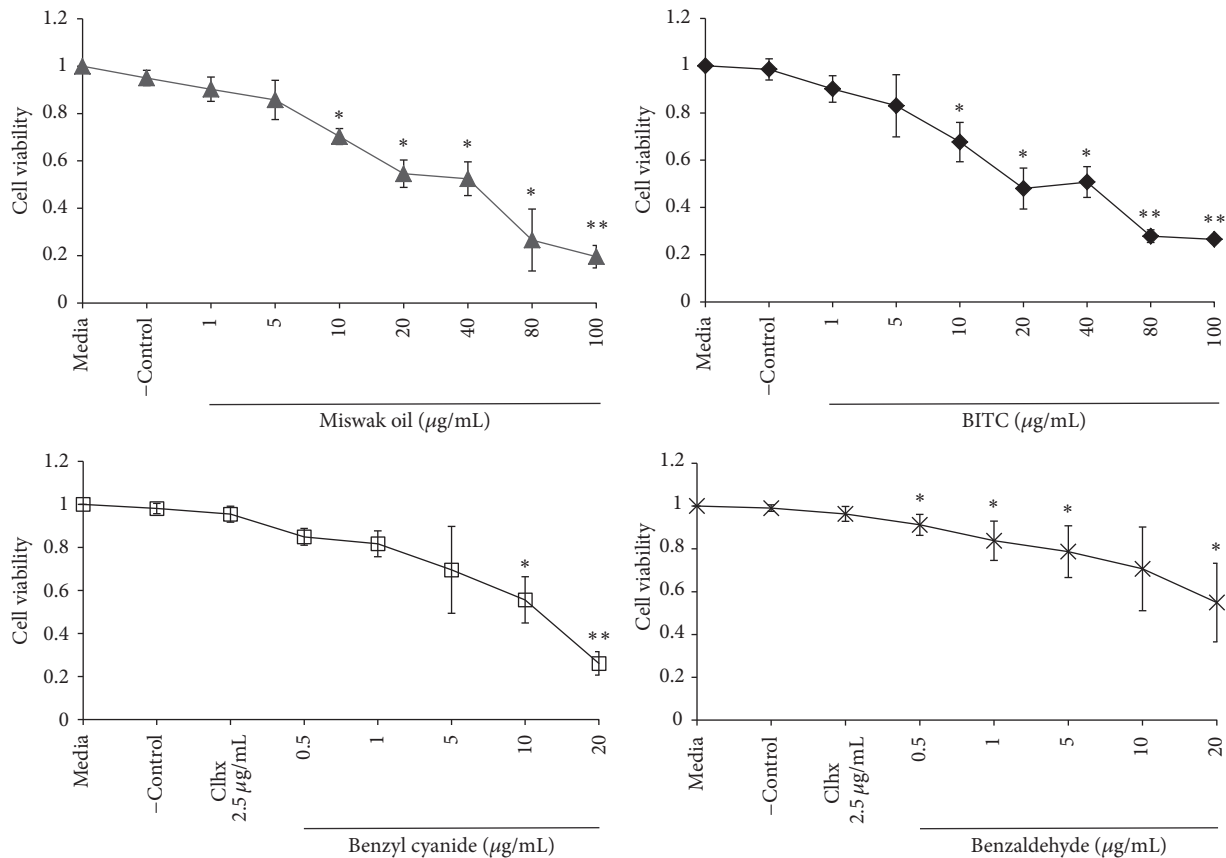 1.2
1
0.8
0.6
0.4
0.2
0
Cell viability
* * * * **
Media −Control 1 5 10 20 40 80 100
Miswak oil (μg/mL)
1.2
1
0.8
0.6
0.4
0.2
0
Cell viability
* * * ** **
Media −Control 1 5 10 20 40 80 100
BITC (μg/mL)
1.2
1
0.8
0.6
0.4
0.2
0
Cell viability
* **
Media −Control Clhx 2.5 μg/mL 0.5 1 5 10 20
Benzyl cyanide (μg/mL)
1.2
1
0.8
0.6
0.4
0.2
0
Cell viability
* * * *
Media −Control Clhx 2.5 μg/mL 0.5 1 5 10 20
Benzaldehyde (μg/mL)